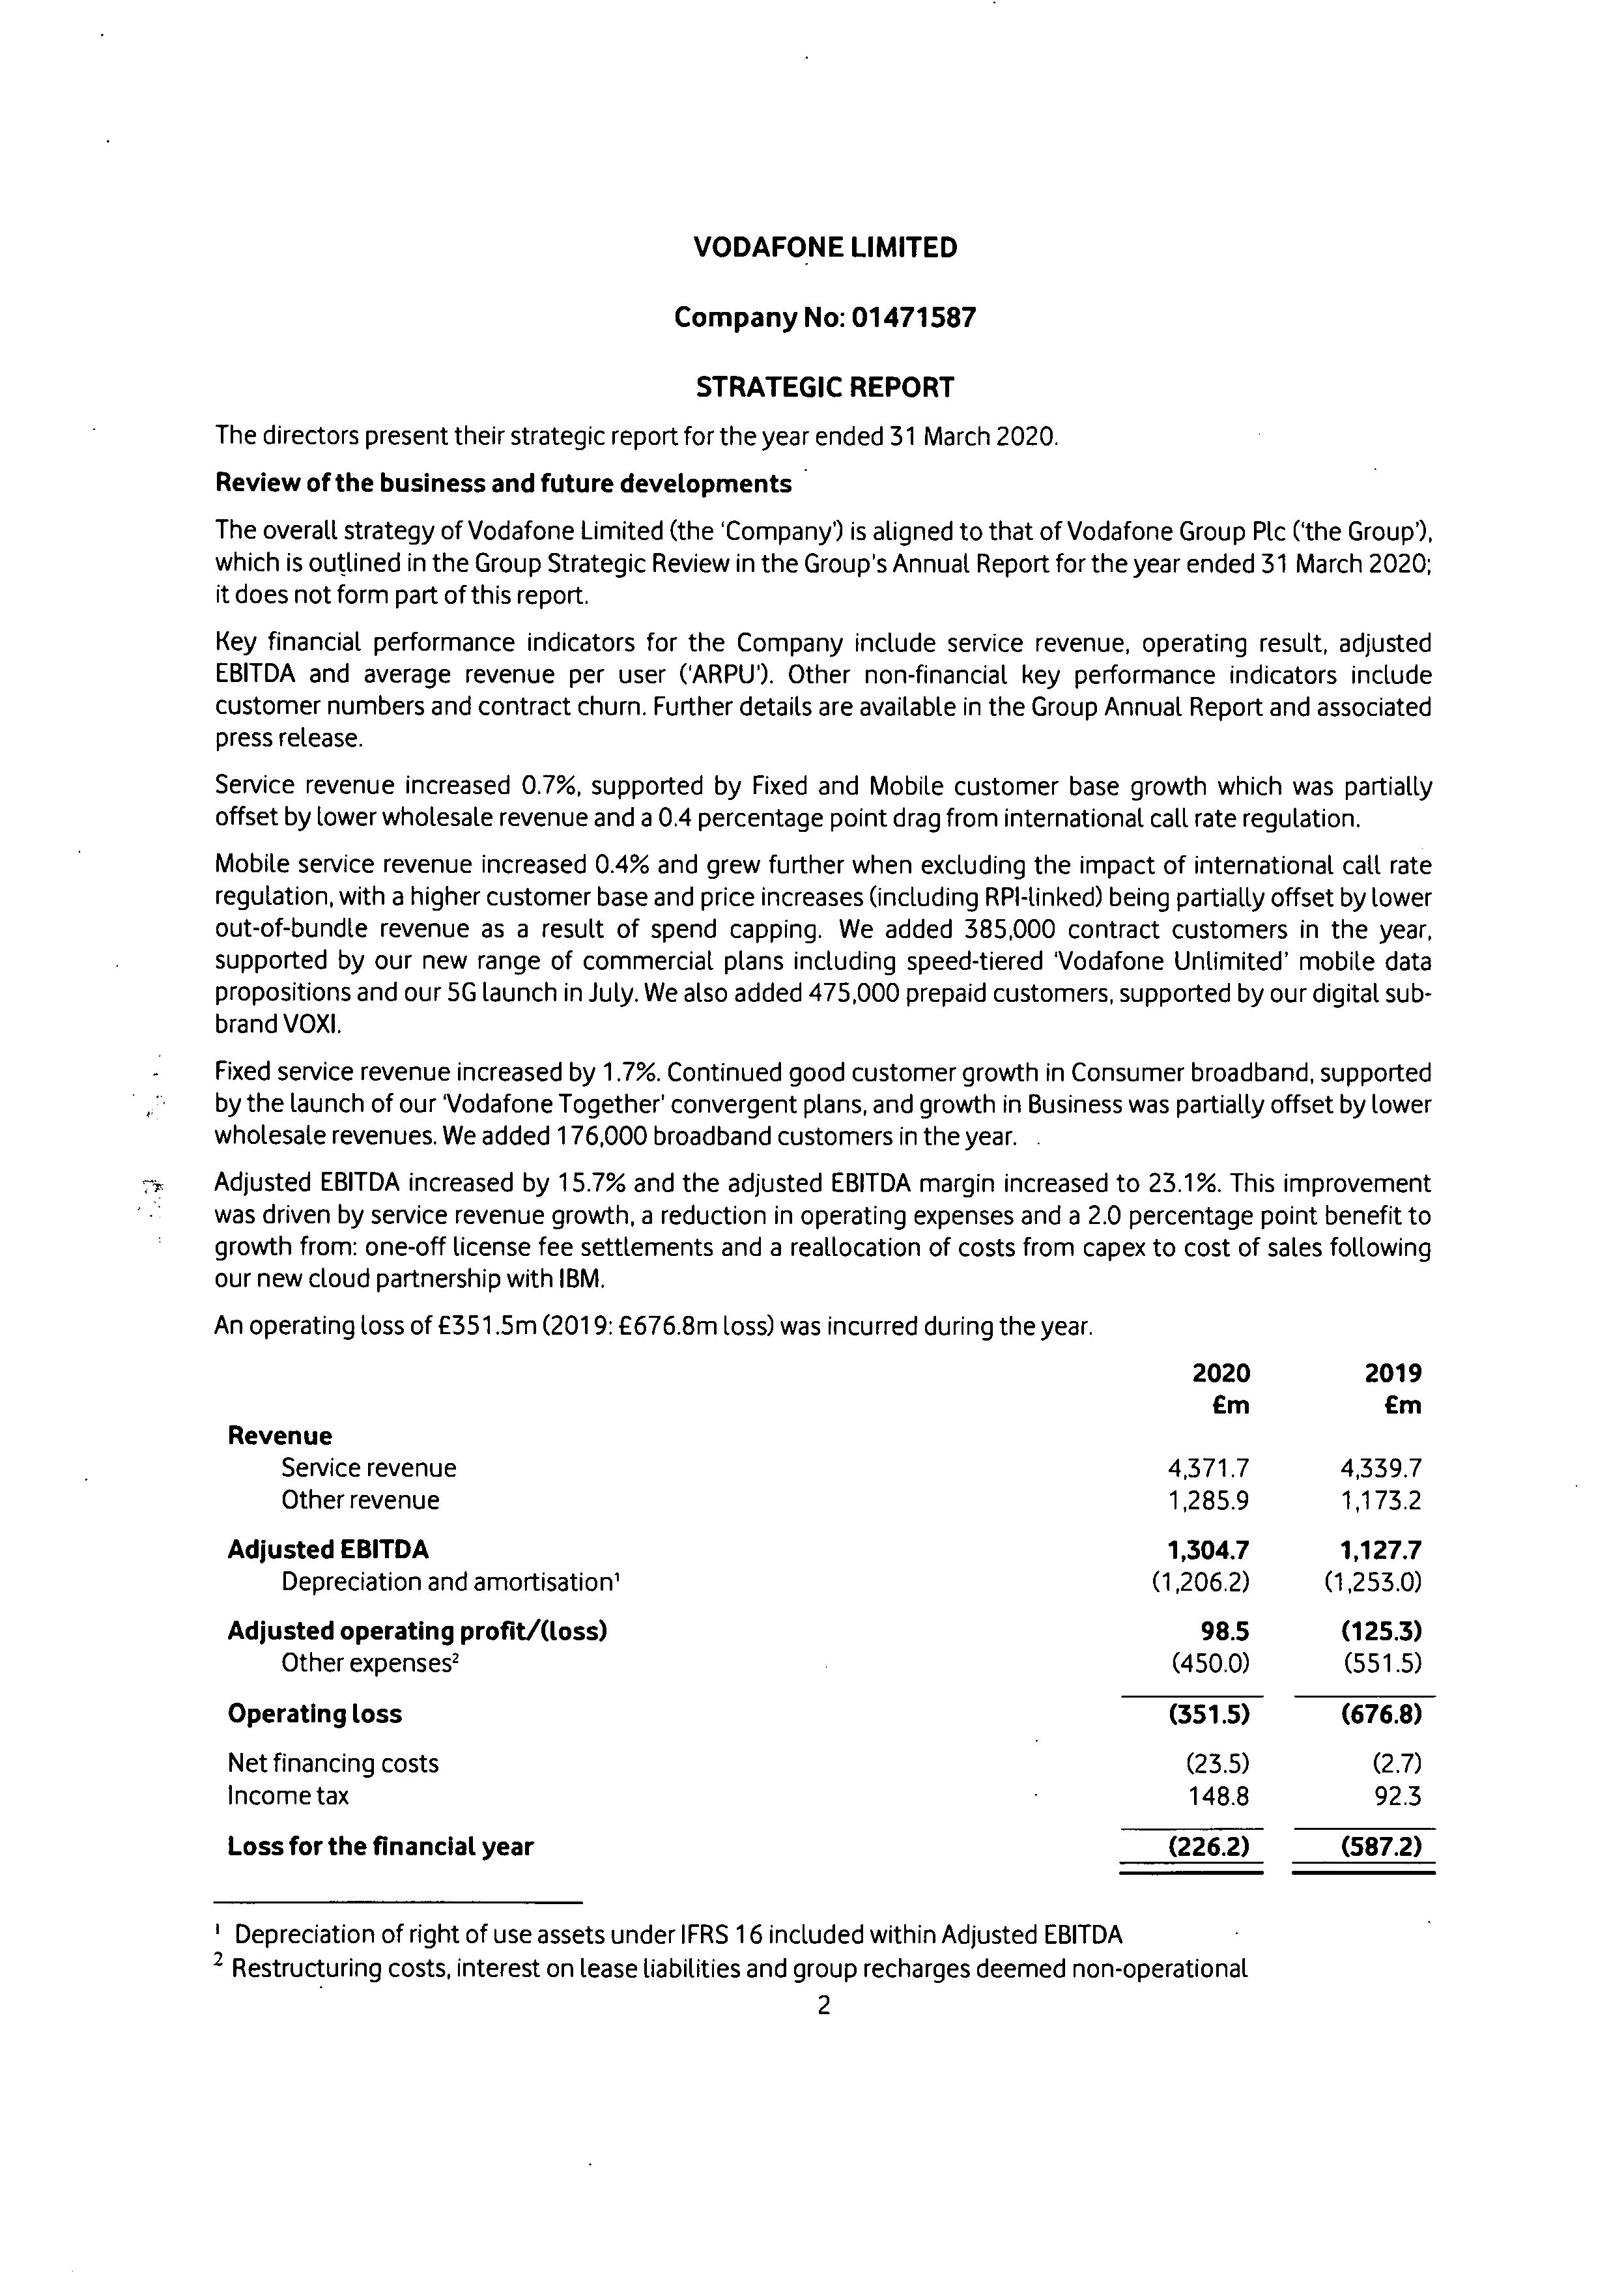 VODAFONE LIMITED
Company No: 01471587
STRATEGIC REPORT
The directors present their strategic report for the year ended 31 March 2020.
Review of the business and future developments
The overall strategy of Vodafone Limited (the 'Company') is aligned to that of Vodafone Group Plc ('the Group'),
which is outlined in the Group Strategic Review in the Group's Annual Report for the year ended 31 March 2020;
it does not form part of this report.
Key financial performance indicators for the Company include service revenue, operating result, adjusted
EBITDA and average revenue per user ('ARPU'). Other non-financial key performance indicators include
customer numbers and contract churn. Further details are available in the Group Annual Report and associated
press release.
Service revenue increased 0.7%, supported by Fixed and Mobile customer base growth which was partially
offset by lower wholesale revenue and a 0.4 percentage point drag from international call rate regulation.
Mobile service revenue increased 0.4% and grew further when excluding the impact of international call rate
regulation, with a higher customer base and price increases (including RPI-linked) being partially offset by lower
out-of-bundle revenue as a result of spend capping. We added 385,000 contract customers in the year,
supported by our new range of commercial plans including speed-tiered 'Vodafone Unlimited' mobile data
propositions and our 5G launch in July. We also added 475,000 prepaid customers, supported by our digital sub-
brand VOXI.
Fixed service revenue increased by 1.7%. Continued good customer growth in Consumer broadband, supported
by the launch of our 'Vodafone Together' convergent plans, and growth in Business was partially offset by lower
wholesale revenues. We added 176,000 broadband customers in the year.
Adjusted EBITDA increased by 15.7% and the adjusted EBITDA margin increased to 23.1%. This improvement
was driven by service revenue growth, a reduction in operating expenses and a 2.0 percentage point benefit to
growth from: one-off license fee settlements and a reallocation of costs from capex to cost of sales following
our new cloud partnership with IBM.
An operating loss of £351.5m (2019: £676.8m loss) was incurred during the year.
2020 2019
£m £m
Revenue
Service revenue 4,371.7 4,339.7
Other revenue 1,285.9 1,173.2
Adjusted EBITDA 1,304.7 1,127.7
Depreciation and amortisation¹ (1,206.2) (1,253.0)
Adjusted operating profit/(loss) 98.5 (125.3)
Other expenses² (450.0) (551.5)
Operating loss (351.5) (676.8)
Net financing costs (23.5) (2.7)
Income tax 148.8 92.3
Loss for the financial year (226.2) (587.2)
¹ Depreciation of right of use assets under IFRS 16 included within Adjusted EBITDA
² Restructuring costs, interest on lease liabilities and group recharges deemed non-operational
2